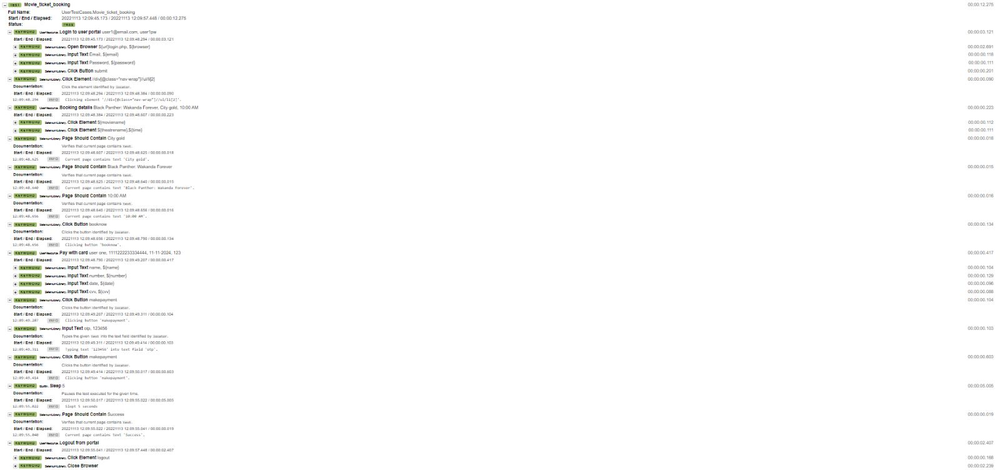 TEST Movie_ticket_booking 00:00:12.275
Full Name: UserTestCases.Movie_ticket_booking
Start / End / Elapsed: 20221113 12:09:45.173 / 20221113 12:09:57.448 / 00:00:12.275
Status: PASS
KEYWORD UserResource.Login to user portal user1@email.com, user1pw 00:00:03.121
Start / End / Elapsed: 20221113 12:09:45.173 / 20221113 12:09:48.294 / 00:00:03.121
KEYWORD SeleniumLibrary.Open Browser ${url}login.php, ${browser} 00:00:02.691
KEYWORD SeleniumLibrary.Input Text Email, ${email} 00:00:00.118
KEYWORD SeleniumLibrary.Input Text Password, ${password} 00:00:00.111
KEYWORD SeleniumLibrary.Click Button submit 00:00:00.201
KEYWORD SeleniumLibrary.Click Element //div[@class="nav-wrap"]//ul/li[2] 00:00:00.090
Documentation: Click the element identified by locator.
Start / End / Elapsed: 20221113 12:09:48.294 / 20221113 12:09:48.384 / 00:00:00.090
12:09:48.294 INFO Clicking element '//div[@class="nav-wrap"]//ul/li[2]'.
KEYWORD UserResource.Booking details Black Panther: Wakanda Forever, City gold, 10:00 AM 00:00:00.223
Start / End / Elapsed: 20221113 12:09:48.384 / 20221113 12:09:48.607 / 00:00:00.223
KEYWORD SeleniumLibrary.Click Element ${moviename} 00:00:00.112
KEYWORD SeleniumLibrary.Click Element ${theatrename},${time} 00:00:00.111
KEYWORD SeleniumLibrary.Page Should Contain City gold 00:00:00.018
Documentation: Verifies that current page contains text.
Start / End / Elapsed: 20221113 12:09:48.607 / 20221113 12:09:48.625 / 00:00:00.018
12:09:48.625 INFO Current page contains text 'City gold'.
KEYWORD SeleniumLibrary.Page Should Contain Black Panther: Wakanda Forever 00:00:00.015
Documentation: Verifies that current page contains text.
Start / End / Elapsed: 20221113 12:09:48.625 / 20221113 12:09:48.640 / 00:00:00.015
12:09:48.640 INFO Current page contains text 'Black Panther: Wakanda Forever'.
KEYWORD SeleniumLibrary.Page Should Contain 10:00 AM 00:00:00.016
Documentation: Verifies that current page contains text.
Start / End / Elapsed: 20221113 12:09:48.640 / 20221113 12:09:48.656 / 00:00:00.016
12:09:48.656 INFO Current page contains text '10:00 AM'.
KEYWORD SeleniumLibrary.Click Button booknow 00:00:00.134
Documentation: Clicks the button identified by locator.
Start / End / Elapsed: 20221113 12:09:48.656 / 20221113 12:09:48.790 / 00:00:00.134
12:09:48.656 INFO Clicking button 'booknow'.
KEYWORD UserResource.Pay with card user one, 1111222233334444, 11-11-2024, 123 00:00:00.417
Start / End / Elapsed: 20221113 12:09:48.790 / 20221113 12:09:49.207 / 00:00:00.417
KEYWORD SeleniumLibrary.Input Text name, ${name} 00:00:00.104
KEYWORD SeleniumLibrary.Input Text number, ${number} 00:00:00.129
KEYWORD SeleniumLibrary.Input Text date, ${date} 00:00:00.096
KEYWORD SeleniumLibrary.Input Text cvv, ${cvv} 00:00:00.088
KEYWORD SeleniumLibrary.Click Button makepayment 00:00:00.104
Documentation: Clicks the button identified by locator.
Start / End / Elapsed: 20221113 12:09:49.207 / 20221113 12:09:49.311 / 00:00:00.104
12:09:49.207 INFO Clicking button 'makepayment'.
KEYWORD SeleniumLibrary.Input Text otp, 123456 00:00:00.103
Documentation: Types the given text into the text field identified by locator.
Start / End / Elapsed: 20221113 12:09:49.311 / 20221113 12:09:49.414 / 00:00:00.103
12:09:49.311 INFO Typing text '123456' into text field 'otp'.
KEYWORD SeleniumLibrary.Click Button makepayment 00:00:00.603
Documentation: Clicks the button identified by locator.
Start / End / Elapsed: 20221113 12:09:49.414 / 20221113 12:09:50.017 / 00:00:00.603
12:09:49.414 INFO Clicking button 'makepayment'.
KEYWORD BuiltIn.Sleep 5 00:00:05.005
Documentation: Pauses the test executed for the given time.
Start / End / Elapsed: 20221113 12:09:50.017 / 20221113 12:09:55.022 / 00:00:05.005
12:09:55.022 INFO Slept 5 seconds
KEYWORD SeleniumLibrary.Page Should Contain Success 00:00:00.019
Documentation: Verifies that current page contains text.
Start / End / Elapsed: 20221113 12:09:55.022 / 20221113 12:09:55.041 / 00:00:00.019
12:09:55.040 INFO Current page contains text 'Success'.
KEYWORD UserResource.Logout from portal 00:00:02.407
Start / End / Elapsed: 20221113 12:09:55.041 / 20221113 12:09:57.448 / 00:00:02.407
KEYWORD SeleniumLibrary.Click Element logout 00:00:00.166
KEYWORD SeleniumLibrary.Close Browser 00:00:02.239